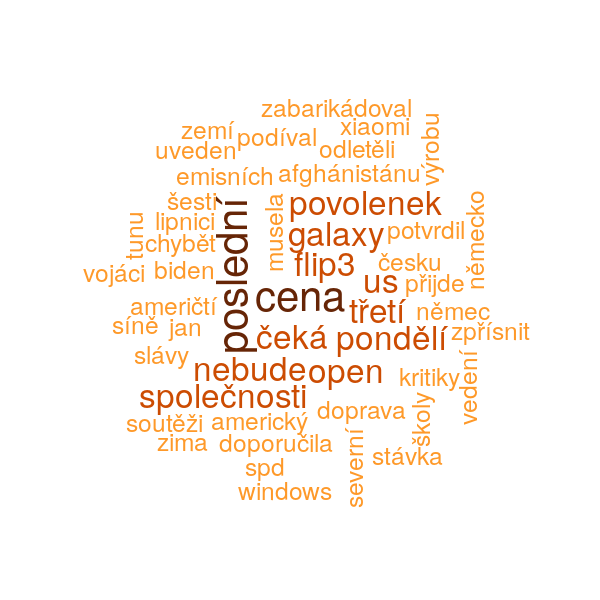 zabarikádoval
xiaomi
zemí
podíval
výrobu
uveden
odletěli
emisních
afghánistánu
šesti
povolenek
lipnici
musela
německo
tunu
poslední
galaxy
potvrdil
chybět
vojáci
biden
flip3
česku
us
přijde
cena
američtí
třetí
němec
síně
jan
čeká
pondělí
zpřísnit
slávy
nebude
open
kritiky
vedení
společnosti
doprava
školy
soutěži
americký
zima
doporučila
stávka
severní
spd
windows